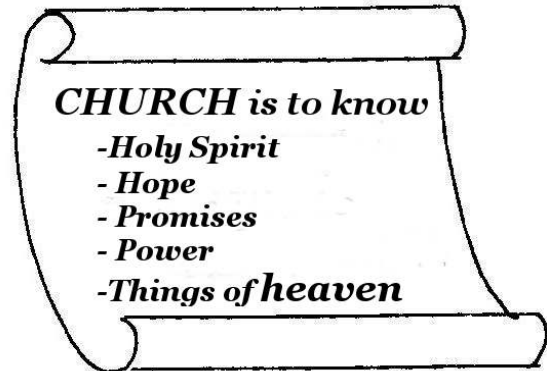 CHURCH is to know
-Holy Spirit
- Hope
- Promises
- Power
-Things of heaven